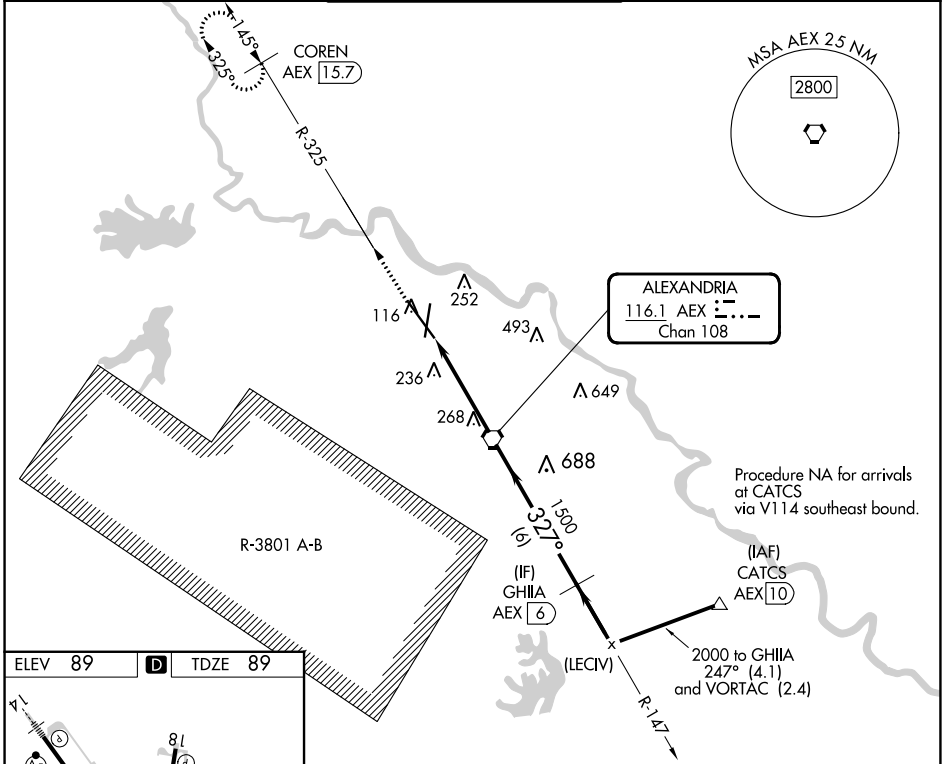 145°
325°
COREN
AEX 15.7
R-325
MSA AEX 25 NM
2800
ALEXANDRIA
116.1 AEX
Chan 108
116
252
493
236
649
268
688
Procedure NA for arrivals
at CATCS
via V114 southeast bound.
R-3801 A-B
1500
327°
(6)
(IF)
GHIIA
AEX 6
(IAF)
CATCS
AEX 10
x
(LECIV)
2000 to GHIIA
247° (4.1)
and VORTAC (2.4)
R-147
ELEV 89 D TDZE 89
14
P
18
P